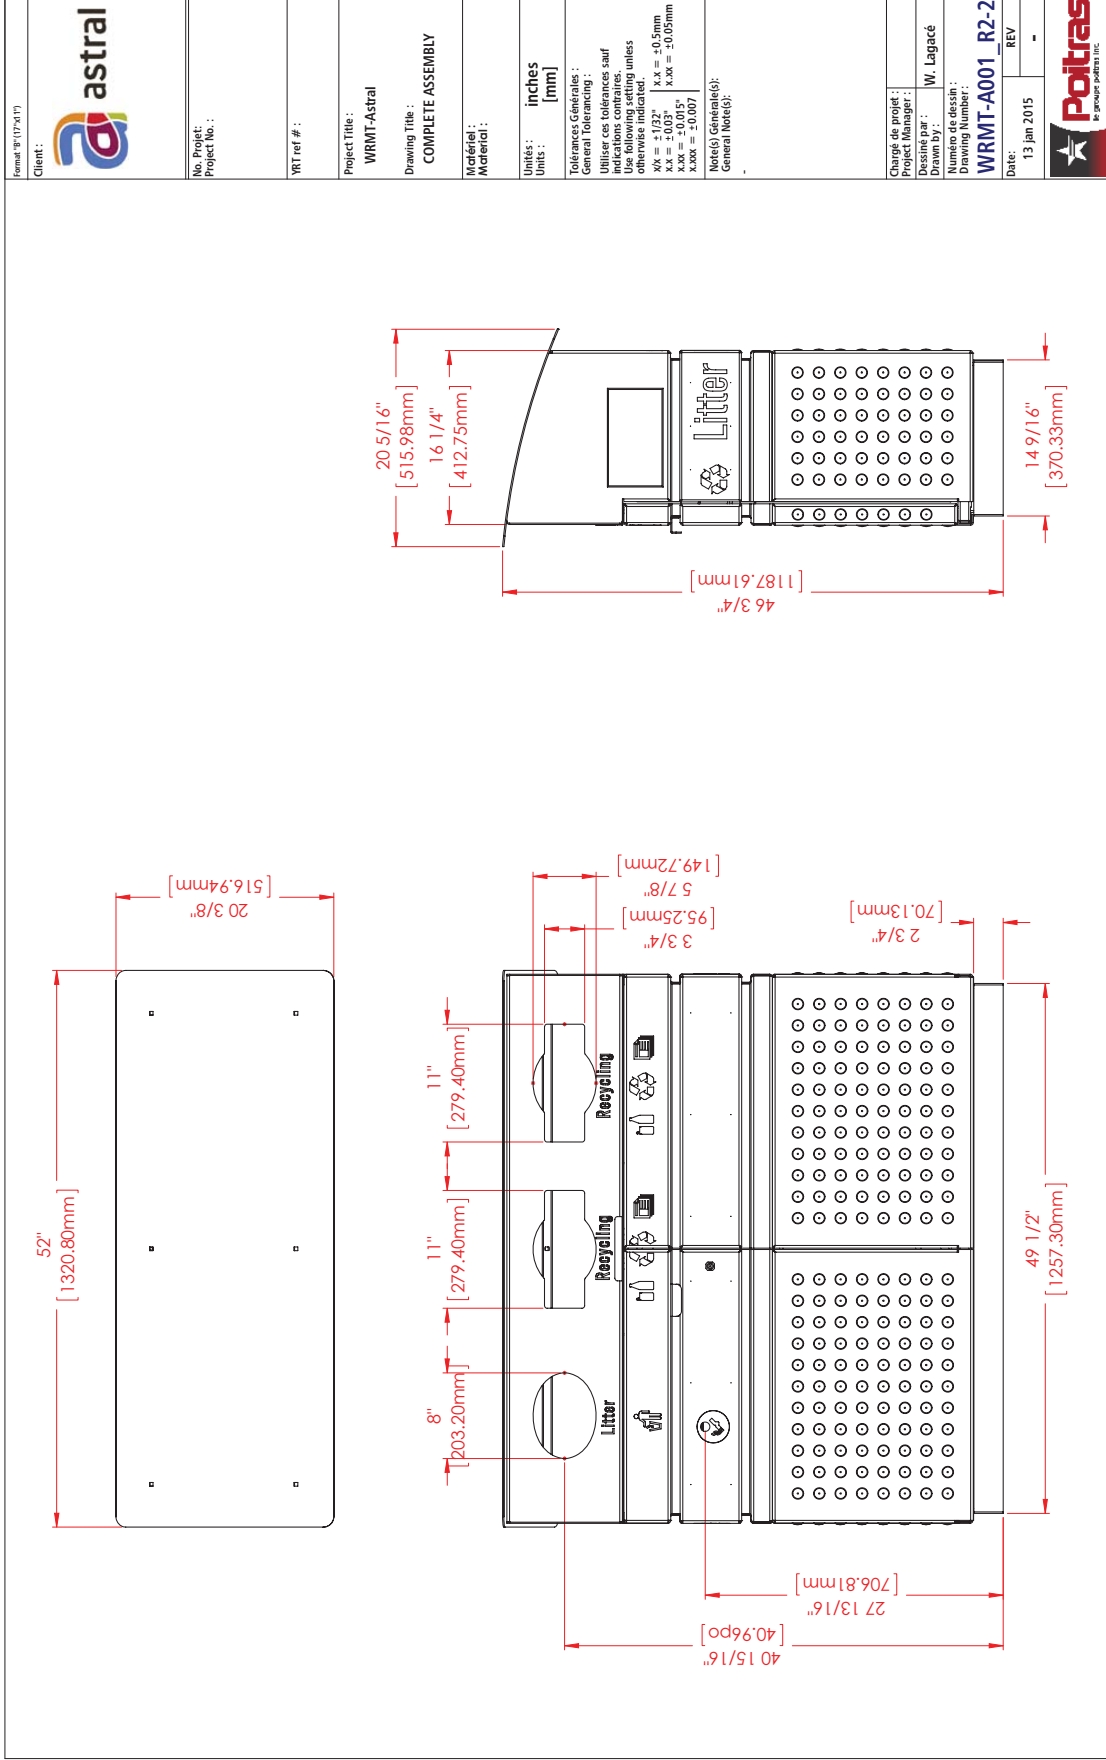 Format "B" (17"x11")
Client :
astral
No. Projet:
Project No. :
YRT ref # :
Project Title :
WRMT-Astral
Drawing Title :
COMPLETE ASSEMBLY
Matériel :
Material :
Unités :
Units :
inches
[mm]
Tolérances Générales :
General Tolerancing :
Utiliser ces tolérances sauf
indications contraires.
Use following setting unless
otherwise indicated.
x/x = ±1/32"
x.x = ±0.03"
x.xx = ±0.015"
x.xxx = ±0.007
x.x = ±0.5mm
x.xx = ±0.05mm
Note(s) Générale(s):
General Note(s):
-
Chargé de projet :
Project Manager :
Dessiné par :
Drawn by :
W. Lagacé
Numéro de dessin :
Drawing Number :
WRMT-A001_R2-2
Date:
13 jan 2015
REV
-
Poitras
le groupe poitras inc.
52"
[1320.80mm]
20 3/8"
[516.94mm]
8"
[203.20mm]
11"
[279.40mm]
11"
[279.40mm]
3 3/4"
[95.25mm]
5 7/8"
[149.72mm]
Litter
Recycling
Recycling
2 3/4"
[70.13mm]
40 15/16"
[40.96po]
27 13/16"
[706.81mm]
49 1/2"
[1257.30mm]
20 5/16"
[515.98mm]
16 1/4"
[412.75mm]
Litter
46 3/4"
[1187.61mm]
14 9/16"
[370.33mm]